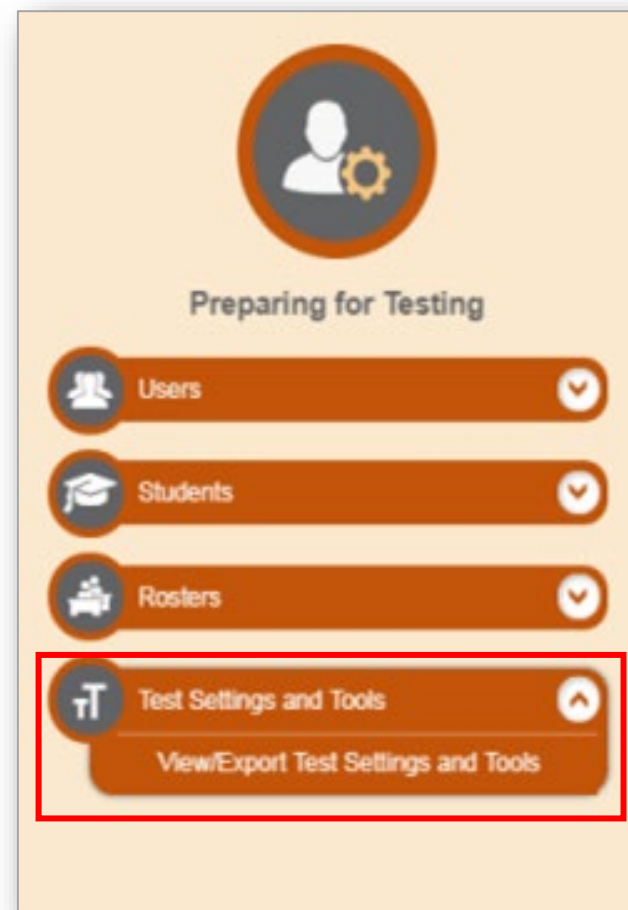 Preparing for Testing
Users
Students
Rosters
Test Settings and Tools
View/Export Test Settings and Tools